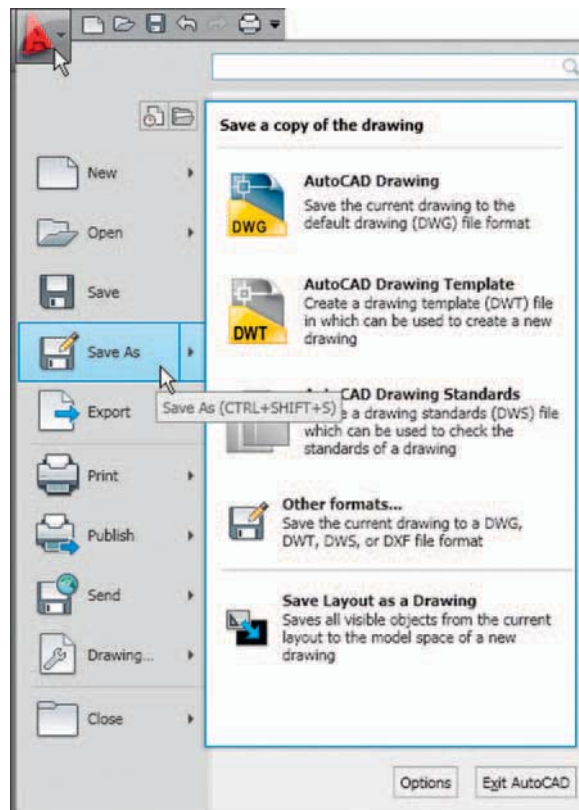 Save a copy of the drawing
New
Open
Save
Save As
Export
Print
Publish
Send
Drawing...
Close
AutoCAD Drawing
Save the current drawing to the
default drawing (DWG) file format
DWG
AutoCAD Drawing Template
Create a drawing template (DWT) file
in which can be used to create a new
drawing
DWT
CAD Drawing Standards
e a drawing standards (DWS) file
which can be used to check the
standards of a drawing
Save As (CTRL+SHIFT+S)
Other formats...
Save the current drawing to a DWG,
DWT, DWS, or DXF file format
Save Layout as a Drawing
Saves all visible objects from the current
layout to the model space of a new
drawing
Options
Exit AutoCAD